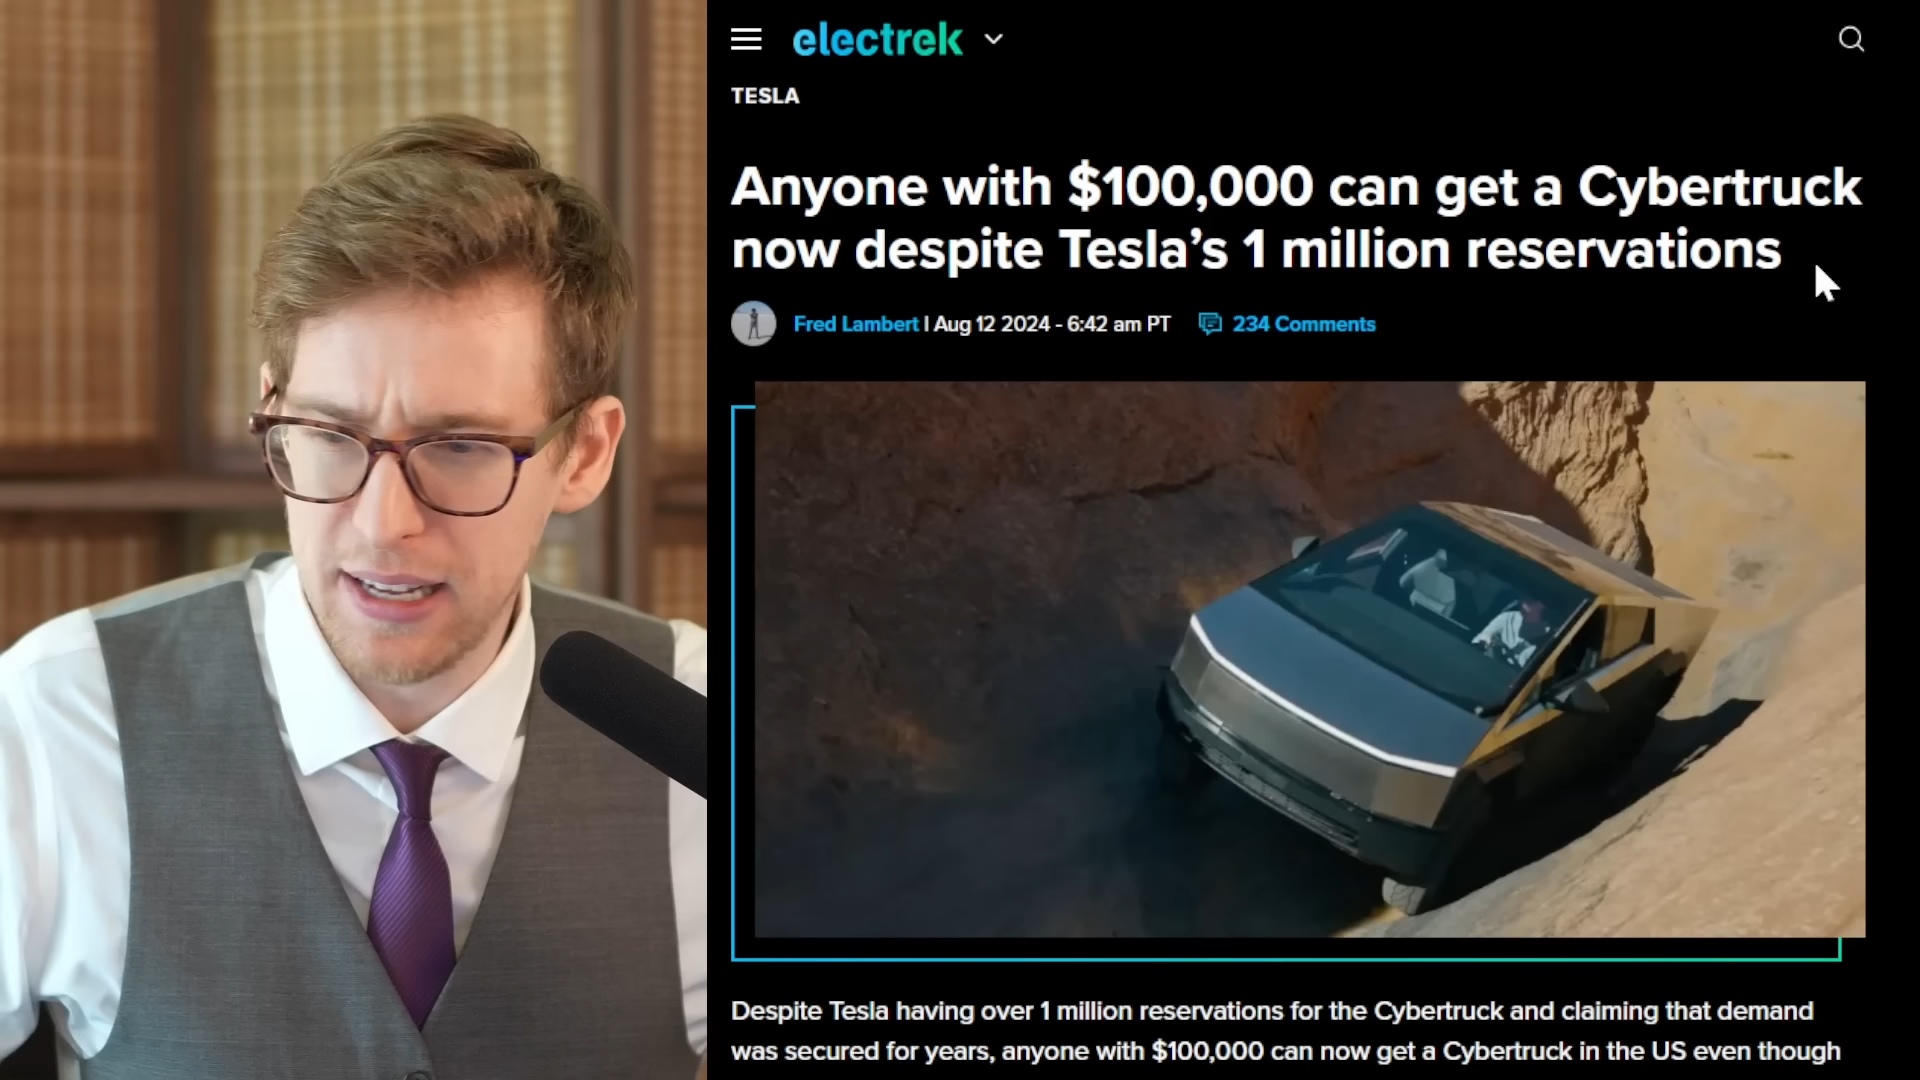 electrek
TESLA
Anyone with $100,000 can get a Cybertruck
now despite Tesla’s 1 million reservations
Fred Lambert | Aug 12 2024 - 6:42 am PT 234 Comments
Despite Tesla having over 1 million reservations for the Cybertruck and claiming that demand
was secured for years, anyone with $100,000 can now get a Cybertruck in the US even though